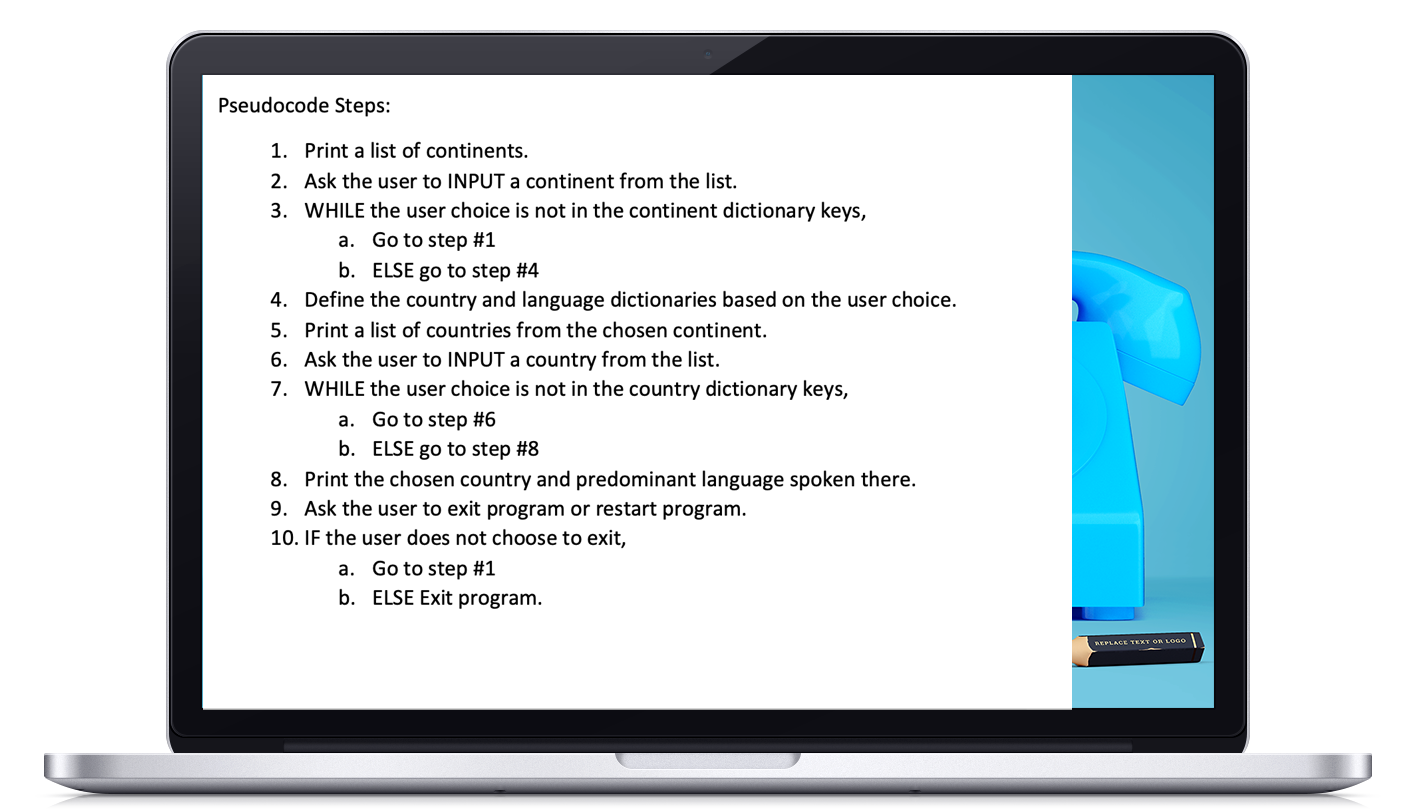 Pseudocode Steps:
1. Print a list of continents.
2. Ask the user to INPUT a continent from the list.
3. WHILE the user choice is not in the continent dictionary keys,
a. Go to step #1
b. ELSE go to step #4
4. Define the country and language dictionaries based on the user choice.
5. Print a list of countries from the chosen continent.
6. Ask the user to INPUT a country from the list.
7. WHILE the user choice is not in the country dictionary keys,
a. Go to step #6
b. ELSE go to step #8
8. Print the chosen country and predominant language spoken there.
9. Ask the user to exit program or restart program.
10. IF the user does not choose to exit,
a. Go to step #1
b. ELSE Exit program.
REPLACE TEXT OR LOGO